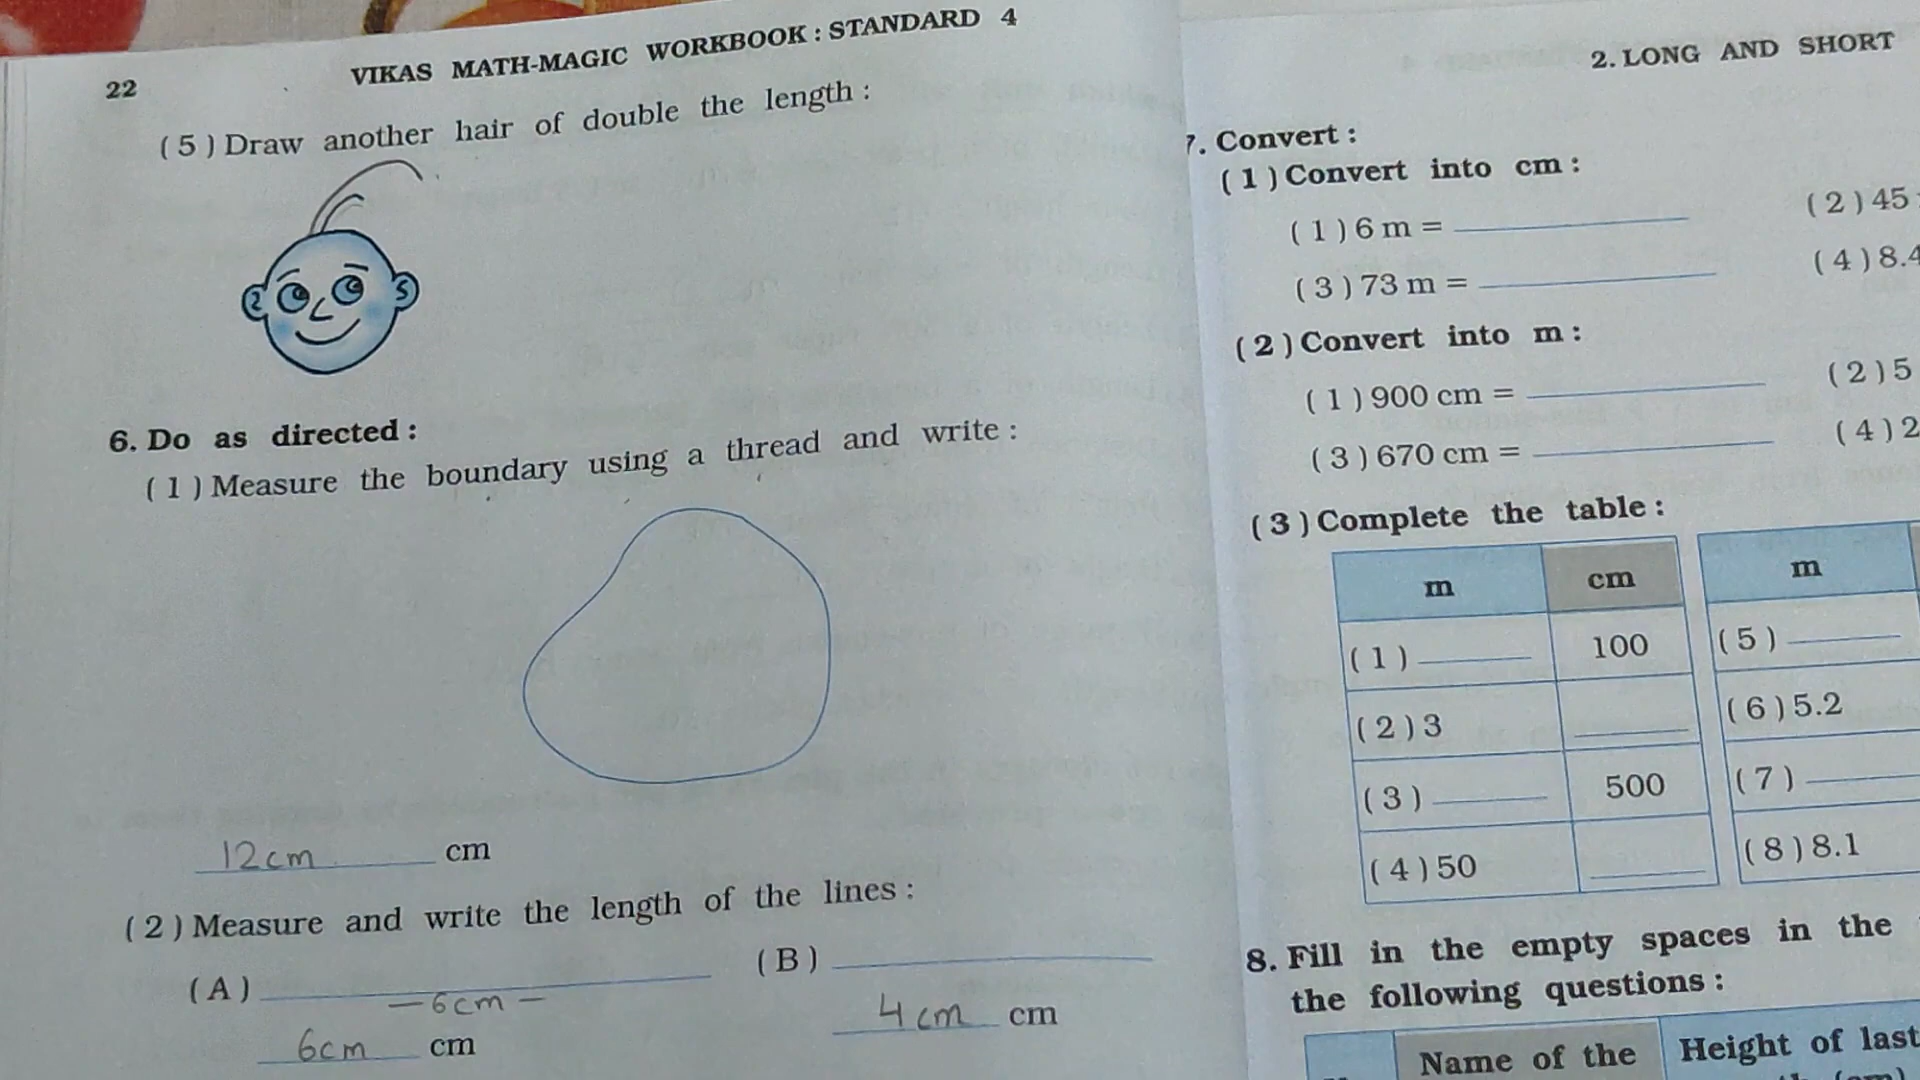 22
VIKAS MATH-MAGIC WORKBOOK : STANDARD 4
( 5 ) Draw another hair of double the length :
6. Do as directed :
( 1 ) Measure the boundary using a thread and write :
12cm cm
( 2 ) Measure and write the length of the lines :
( A )
( B )
— 6cm —
6cm cm
4cm cm
2. LONG AND SHORT
7. Convert :
( 1 ) Convert into cm :
( 1 ) 6 m =
( 2 ) 45
( 3 ) 73 m =
( 4 ) 8.4
( 2 ) Convert into m :
( 1 ) 900 cm =
( 2 ) 5
( 3 ) 670 cm =
( 4 ) 2
( 3 ) Complete the table :
m cm m
( 1 ) 100 ( 5 )
( 2 ) 3 ( 6 ) 5.2
( 3 ) 500 ( 7 )
( 4 ) 50 ( 8 ) 8.1
8. Fill in the empty spaces in the
the following questions :
Name of the Height of last